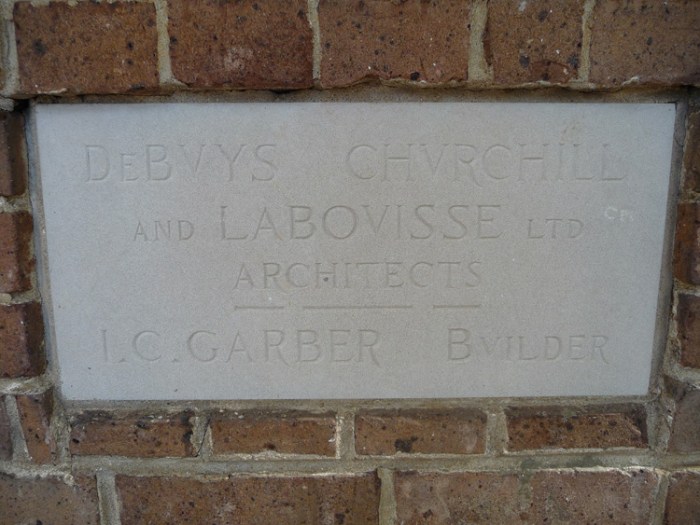 DeBVYS CHVRCHILL
AND LABOVISSE LTD
ARCHITECTS
I. C. GARBER BVILDER